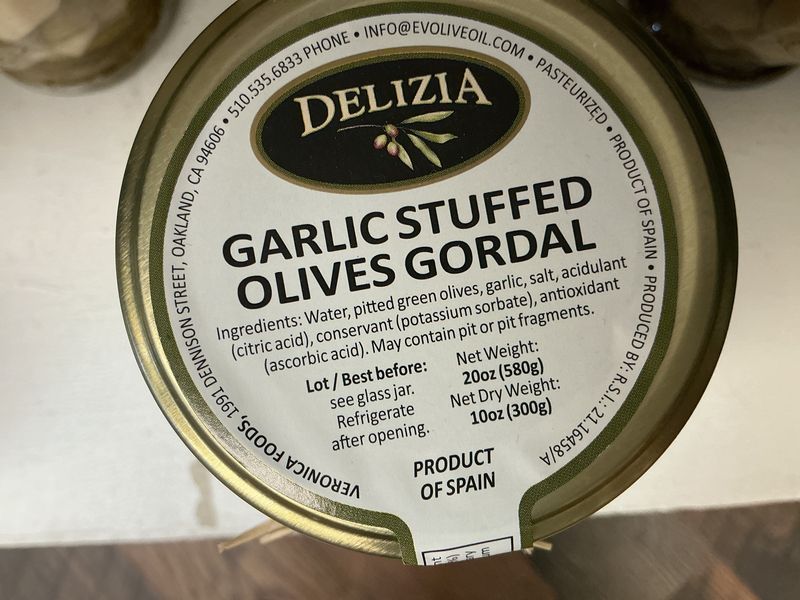 DELIZIA
GARLIC STUFFED
OLIVES GORDAL
Ingredients: Water, pitted green olives, garlic, salt, acidulant
(citric acid), conservant (potassium sorbate), antioxidant
(ascorbic acid). May contain pit or pit fragments.
Lot / Best before:
see glass jar.
Refrigerate
after opening.
Net Weight:
20oz (580g)
Net Dry Weight:
10oz (300g)
PRODUCT
OF SPAIN
VERONICA FOODS, 1991 DENNISON STREET, OAKLAND, CA 94606 • 510.535.6833 PHONE • INFO@EVOLIVEOIL.COM • PASTEURIZED • PRODUCT OF SPAIN • PRODUCED BY: R.S.I.: 21.16458/A